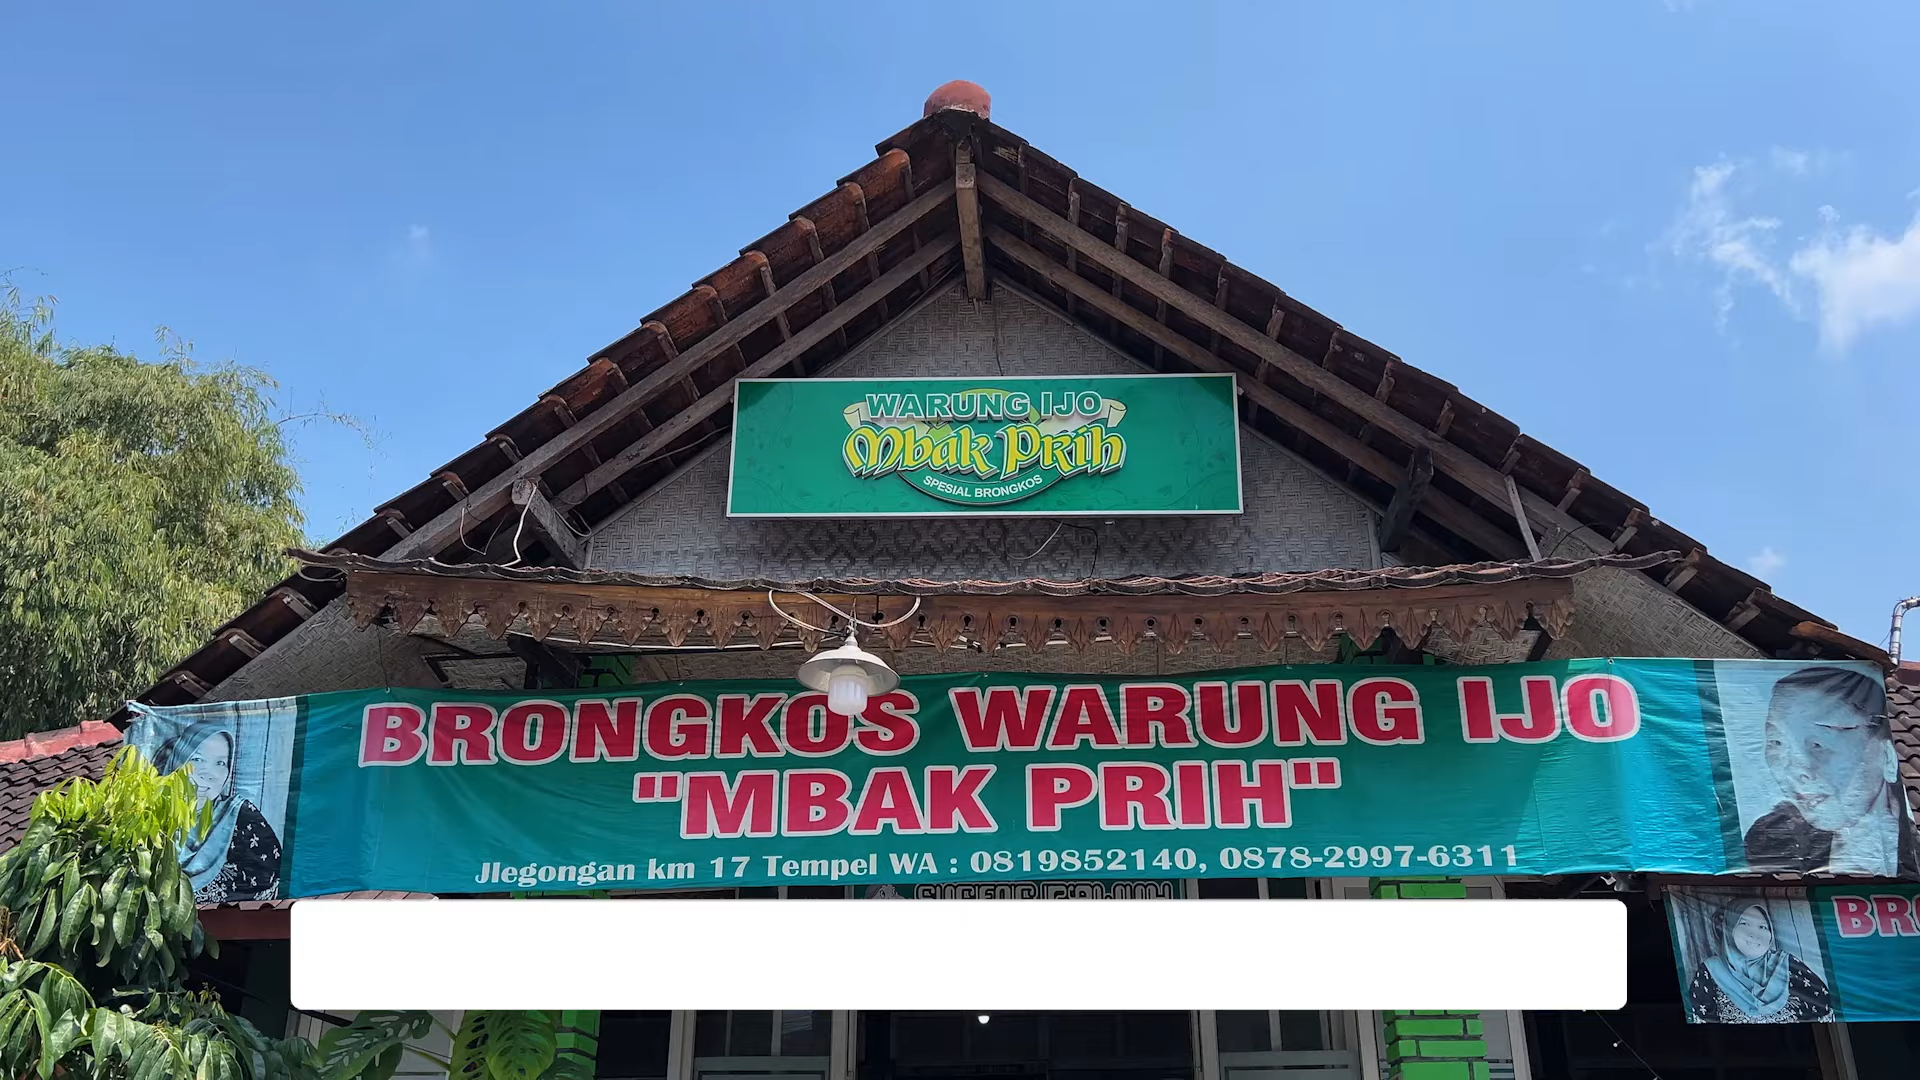 WARUNG IJO
Mbak Prih
SPESIAL BRONGKOS
BRONGKOS WARUNG IJO
"MBAK PRIH"
Jlegongan km 17 Tempel WA : 0819852140, 0878-2997-6311